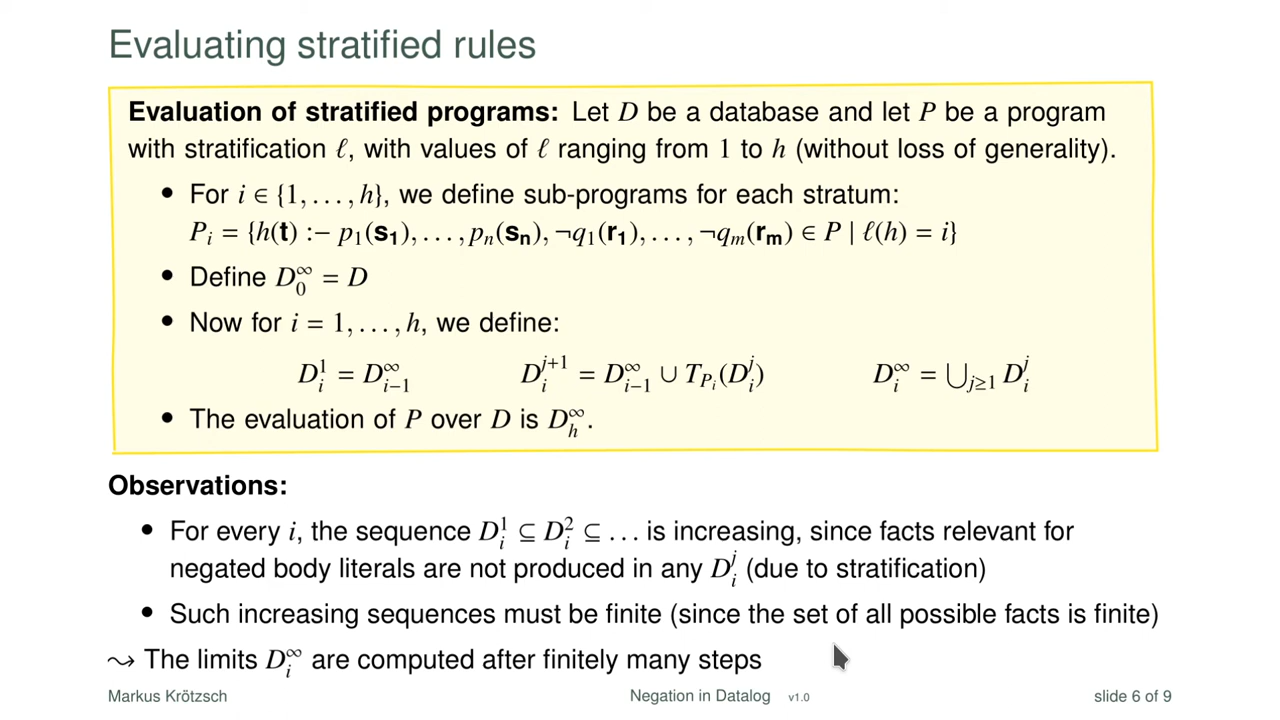 Evaluating stratified rules
Evaluation of stratified programs: Let D be a database and let P be a program
with stratification ℓ, with values of ℓ ranging from 1 to h (without loss of generality).
• For i ∈ {1, . . . , h}, we define sub-programs for each stratum:
P_i = {h(t) :- p_1(s_1), . . . , p_n(s_n), ¬q_1(r_1), . . . , ¬q_m(r_m) ∈ P | ℓ(h) = i}
• Define D_0^∞ = D
• Now for i = 1, . . . , h, we define:
D_i^1 = D_{i−1}^∞ D_i^{j+1} = D_{i−1}^∞ ∪ T_{P_i}(D_i^j) D_i^∞ = ⋃_{j≥1} D_i^j
• The evaluation of P over D is D_h^∞.
Observations:
• For every i, the sequence D_i^1 ⊆ D_i^2 ⊆ . . . is increasing, since facts relevant for
negated body literals are not produced in any D_i^j (due to stratification)
• Such increasing sequences must be finite (since the set of all possible facts is finite)
⇝ The limits D_i^∞ are computed after finitely many steps
Markus Krötzsch Negation in Datalog v1.0 slide 6 of 9